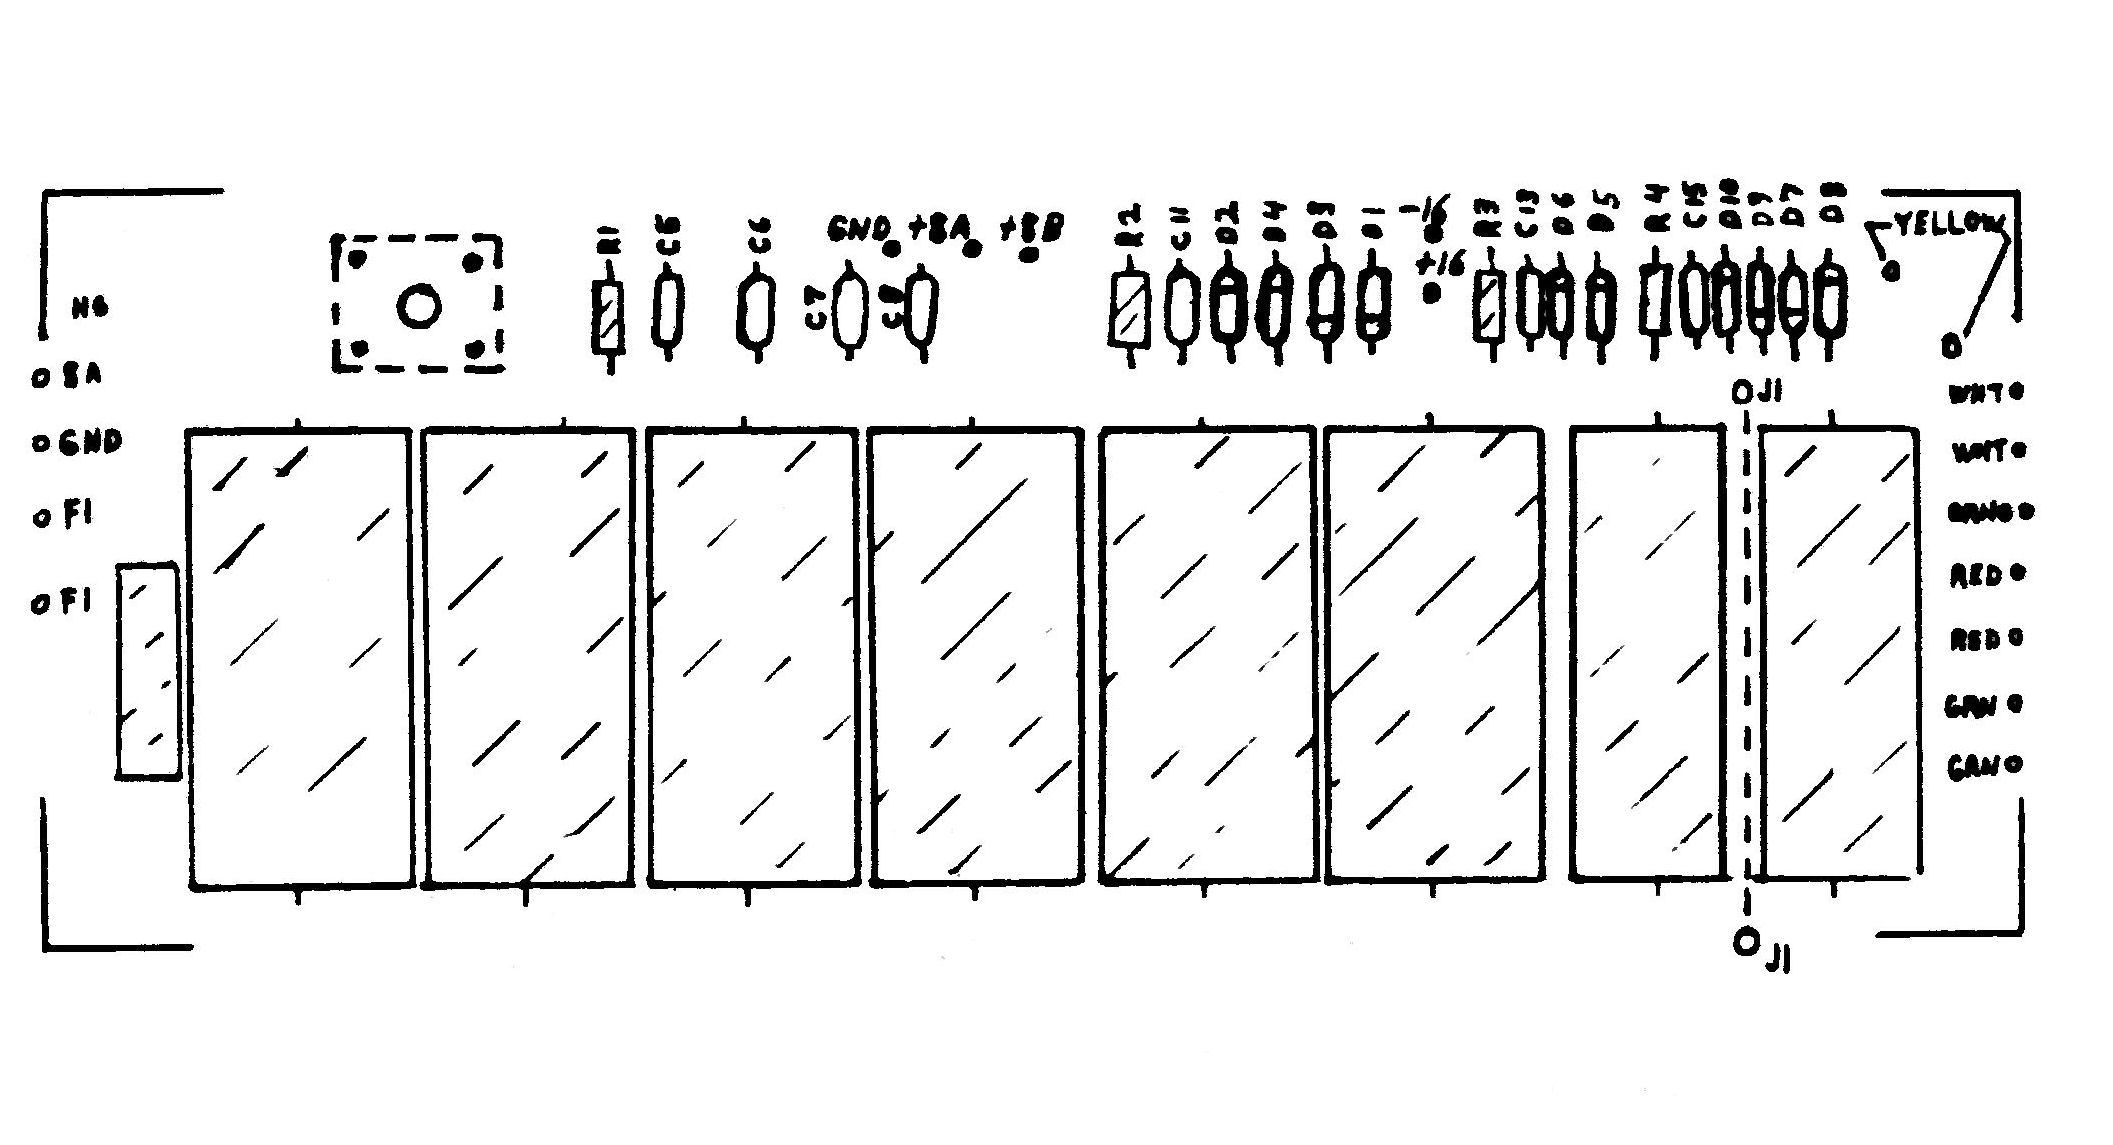 R1
C5
C6
GND
+8A
+8B
C7
C8
R2
C11
D2
D4
D3
D1
-16
+16
R3
C13
D6
D5
R4
C15
D10
D9
D7
D8
YELLOW
8A
GND
F1
F1
J1
WHT
WHT
RED
RED
GRN
GRN
J1